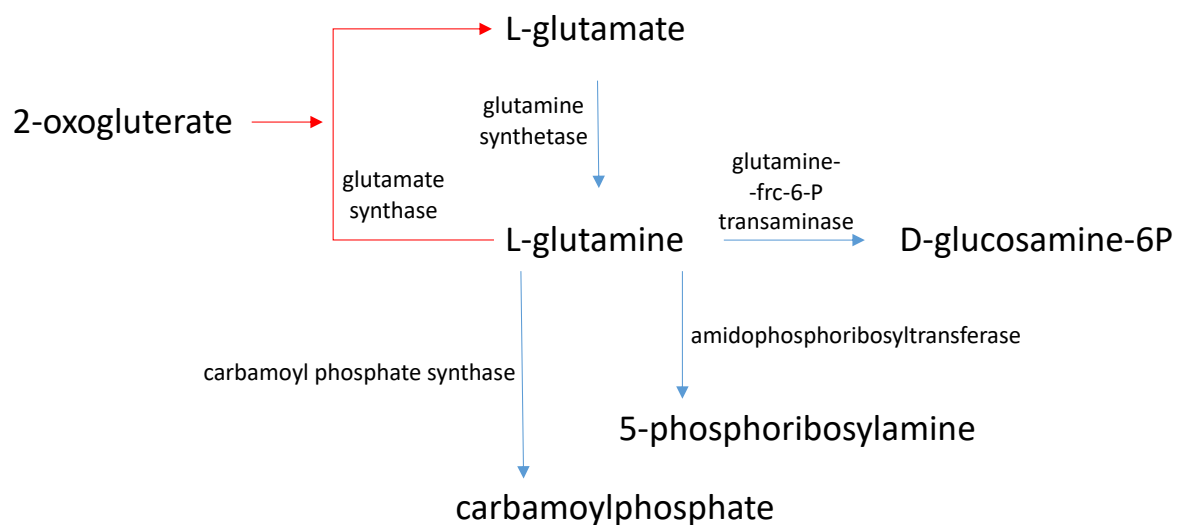 L-glutamate
2-oxogluterate
glutamine
synthetase
glutamate
synthase
glutamine-
-frc-6-P
transaminase
L-glutamine
D-glucosamine-6P
amidophosphoribosyltransferase
carbamoyl phosphate synthase
5-phosphoribosylamine
carbamoylphosphate